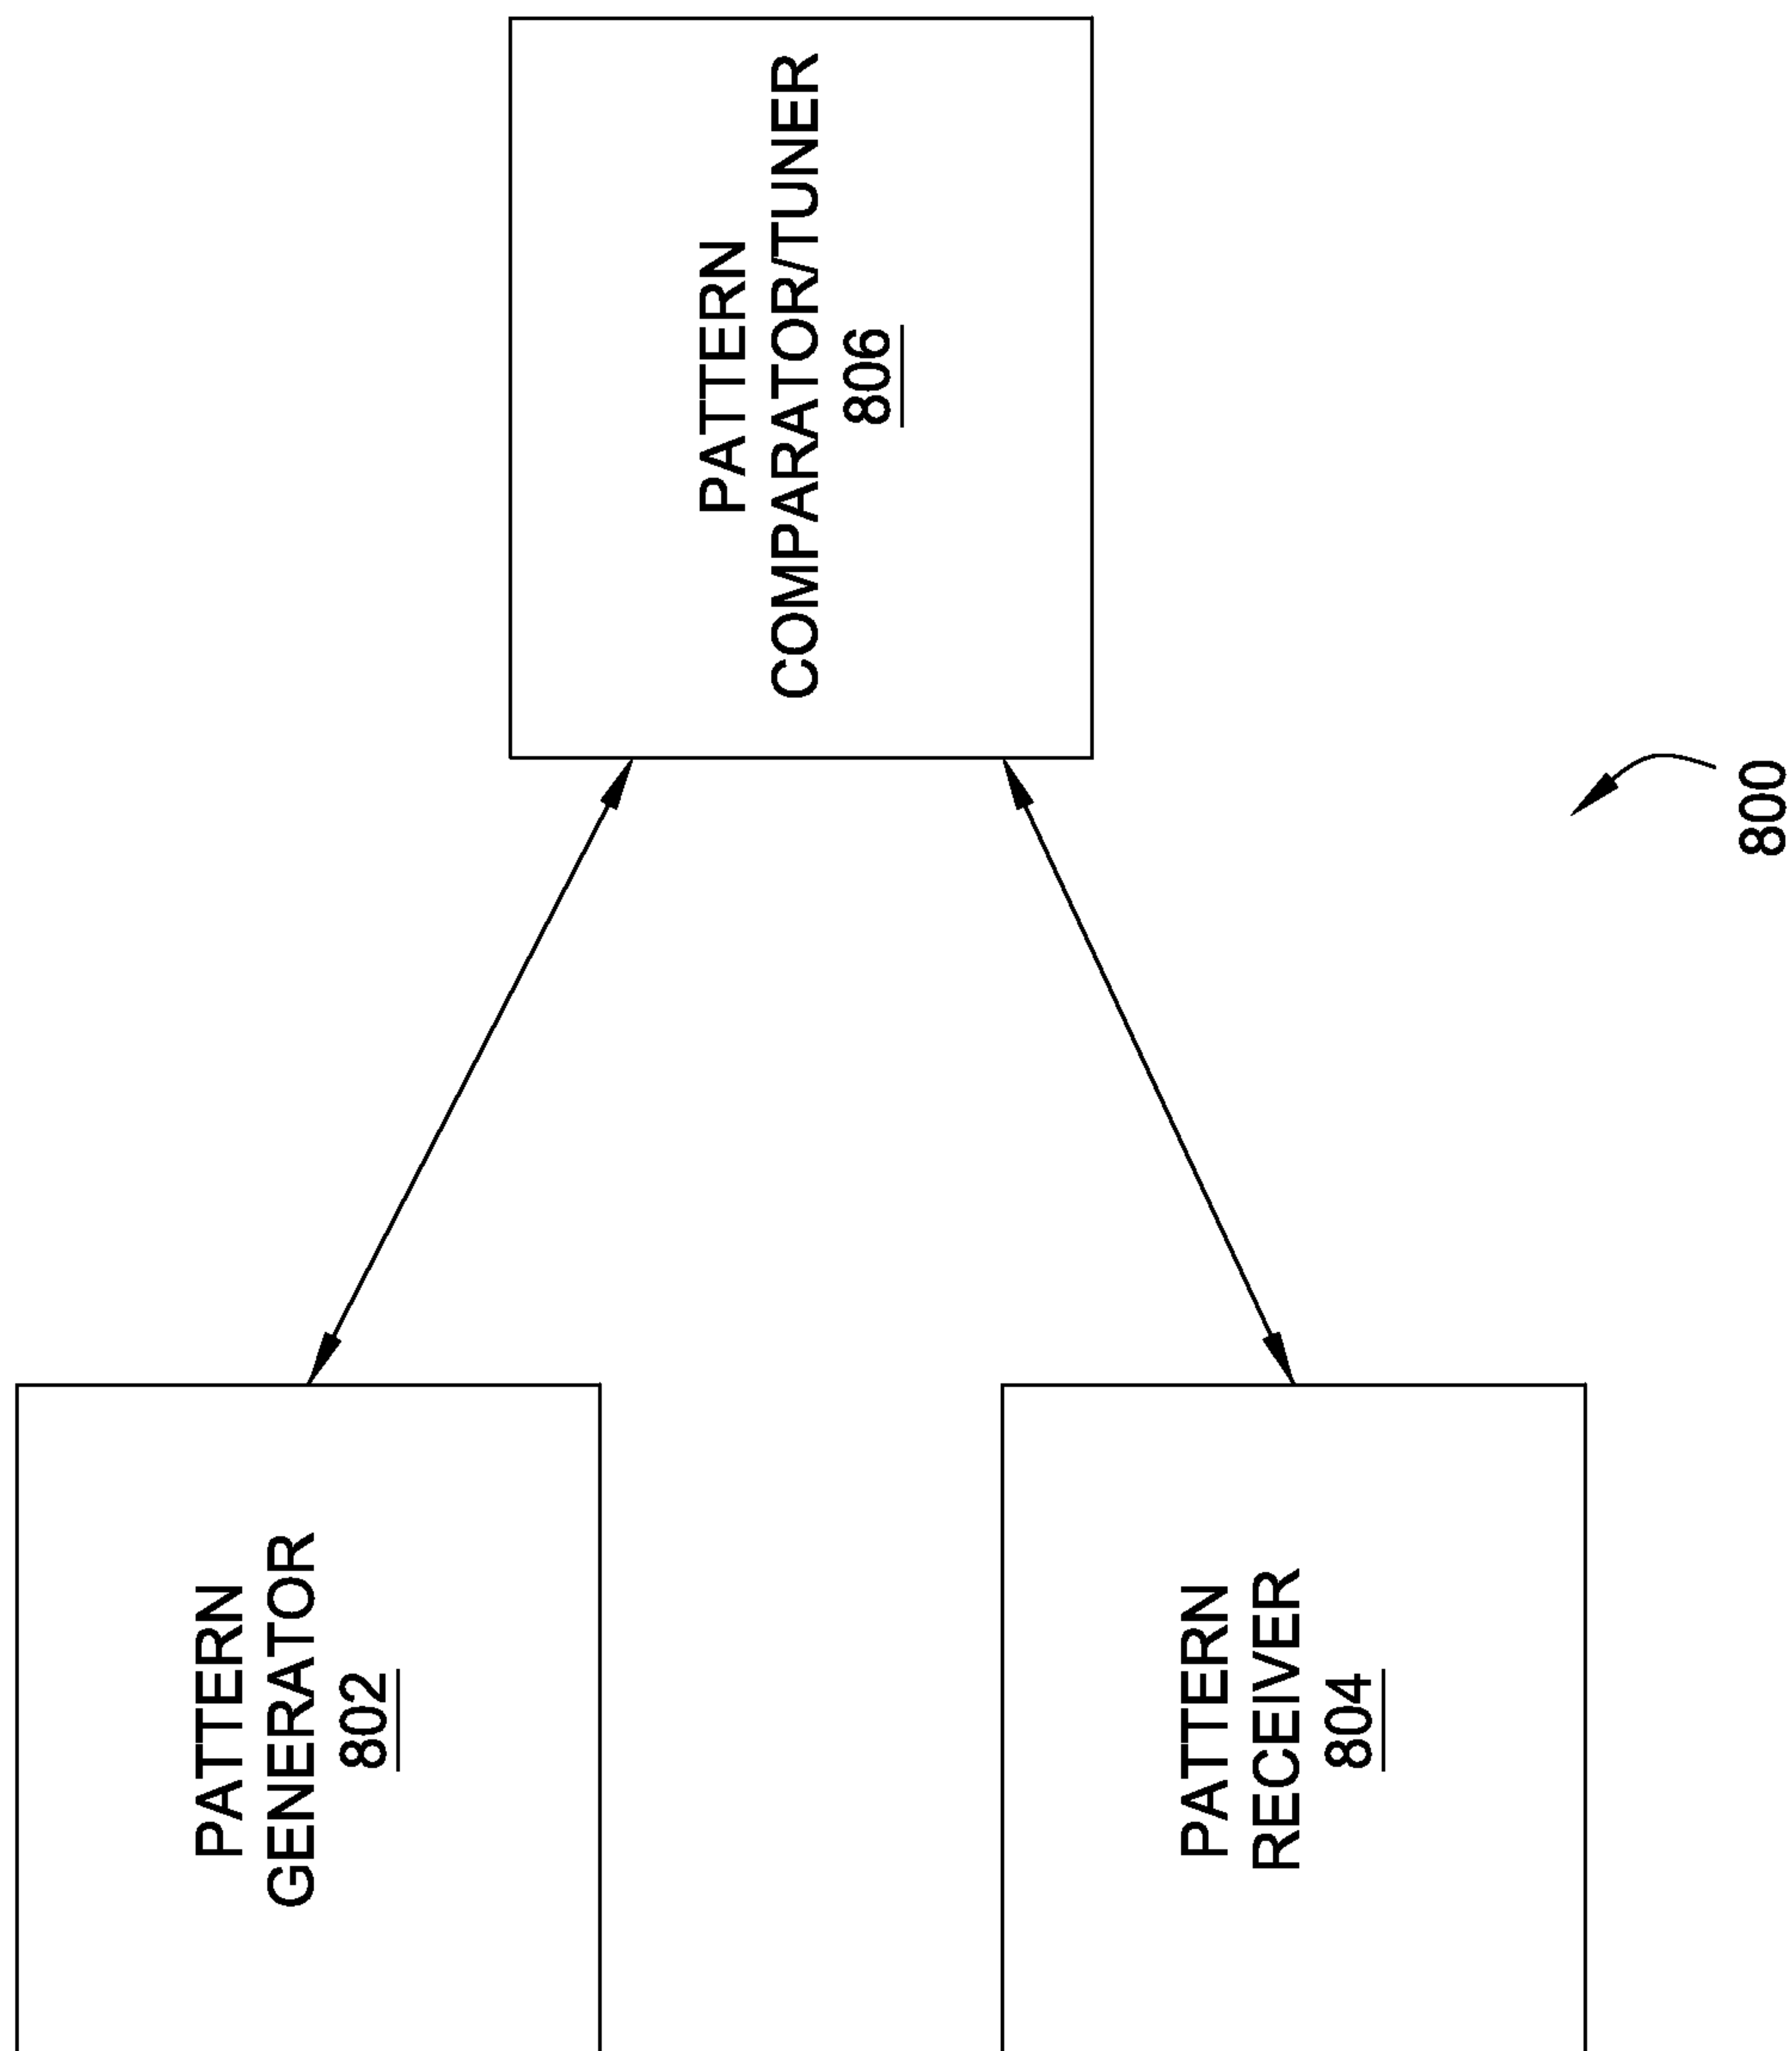 PATTERN
GENERATOR
802
PATTERN
RECEIVER
804
PATTERN
COMPARATOR/TUNER
806
800